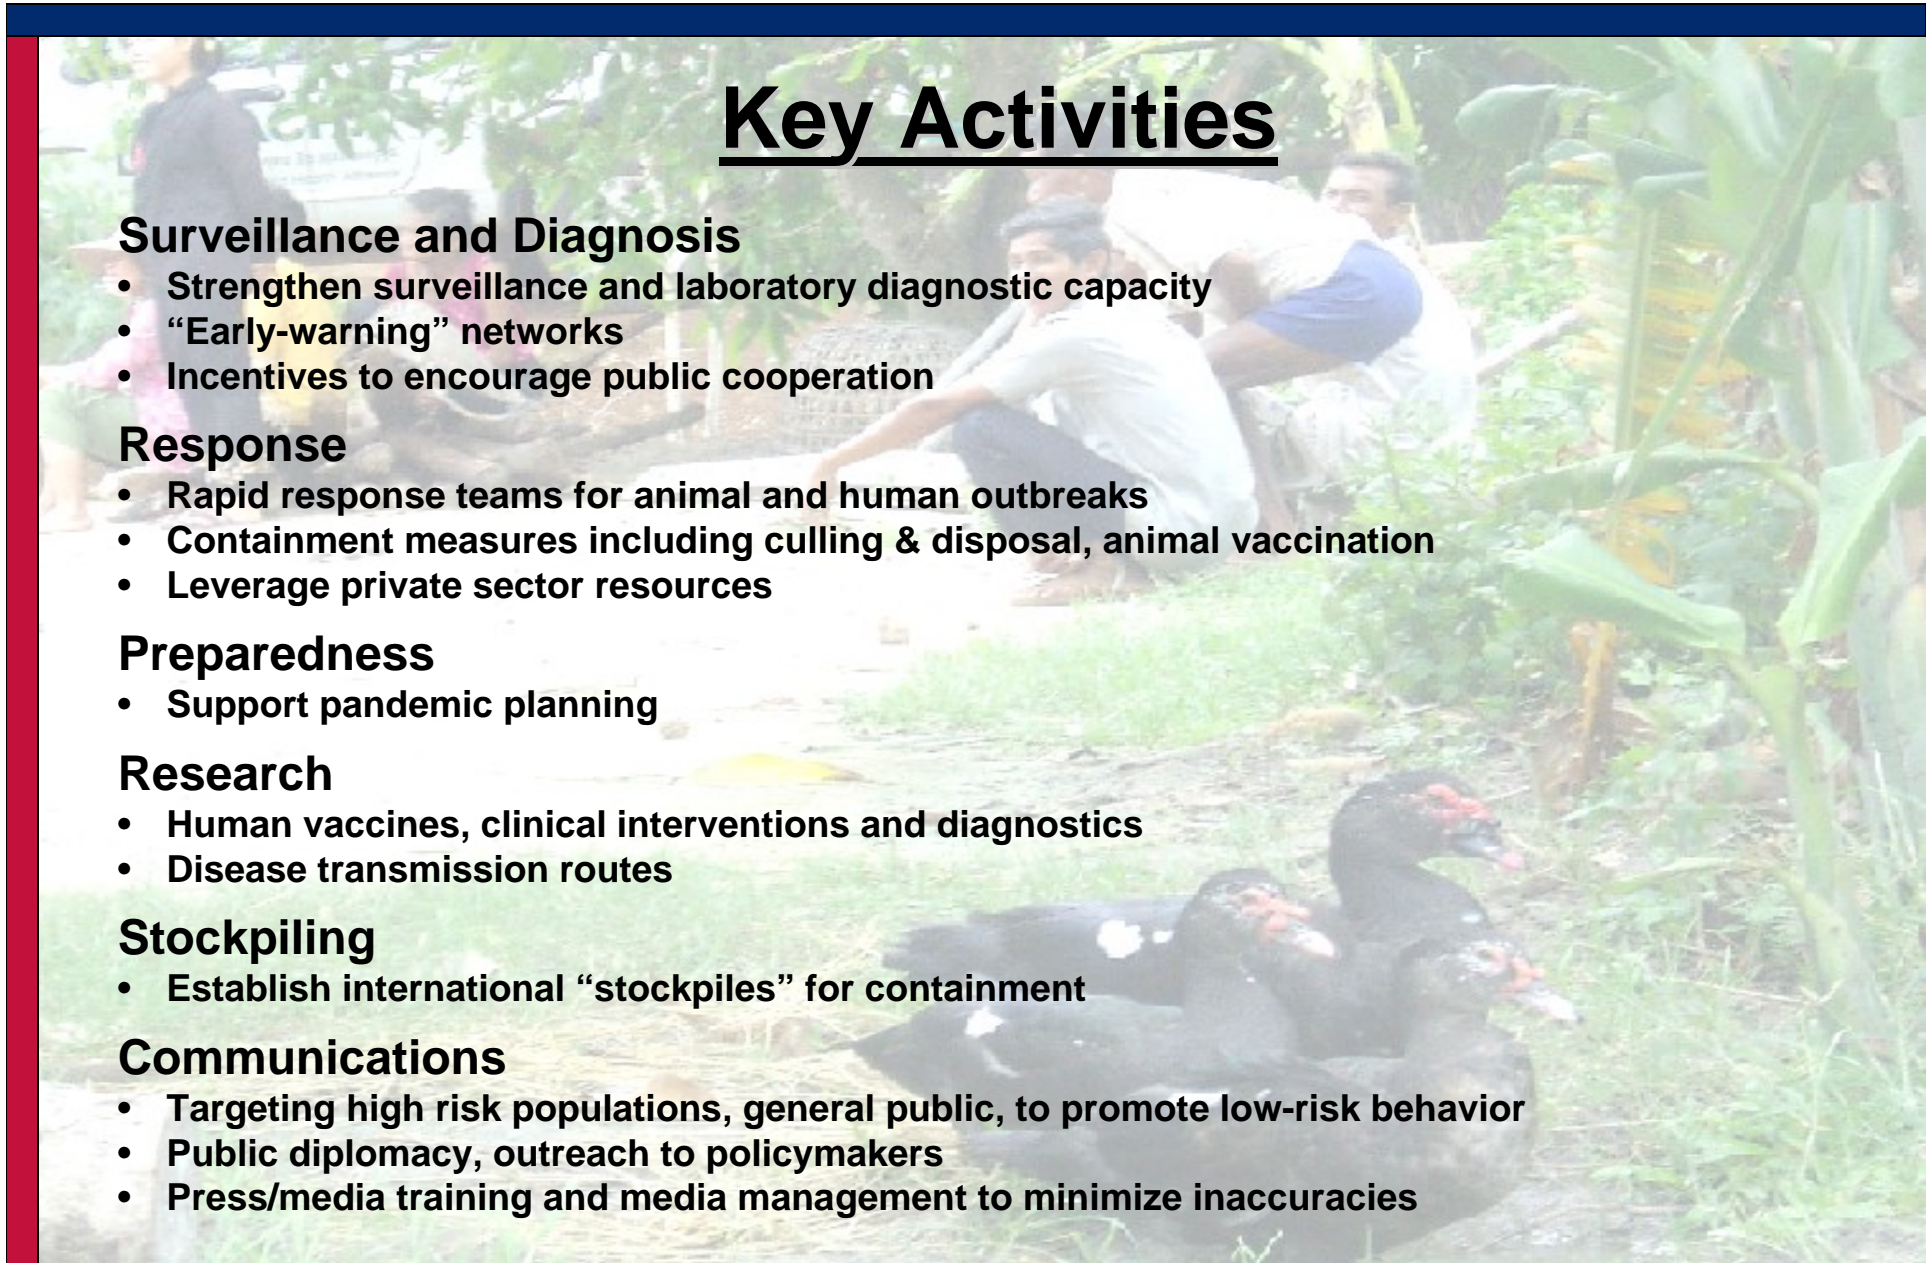 Key Activities
Surveillance and Diagnosis
• Strengthen surveillance and laboratory diagnostic capacity
• “Early-warning” networks
• Incentives to encourage public cooperation
Response
• Rapid response teams for animal and human outbreaks
• Containment measures including culling & disposal, animal vaccination
• Leverage private sector resources
Preparedness
• Support pandemic planning
Research
• Human vaccines, clinical interventions and diagnostics
• Disease transmission routes
Stockpiling
• Establish international “stockpiles” for containment
Communications
• Targeting high risk populations, general public, to promote low-risk behavior
• Public diplomacy, outreach to policymakers
• Press/media training and media management to minimize inaccuracies